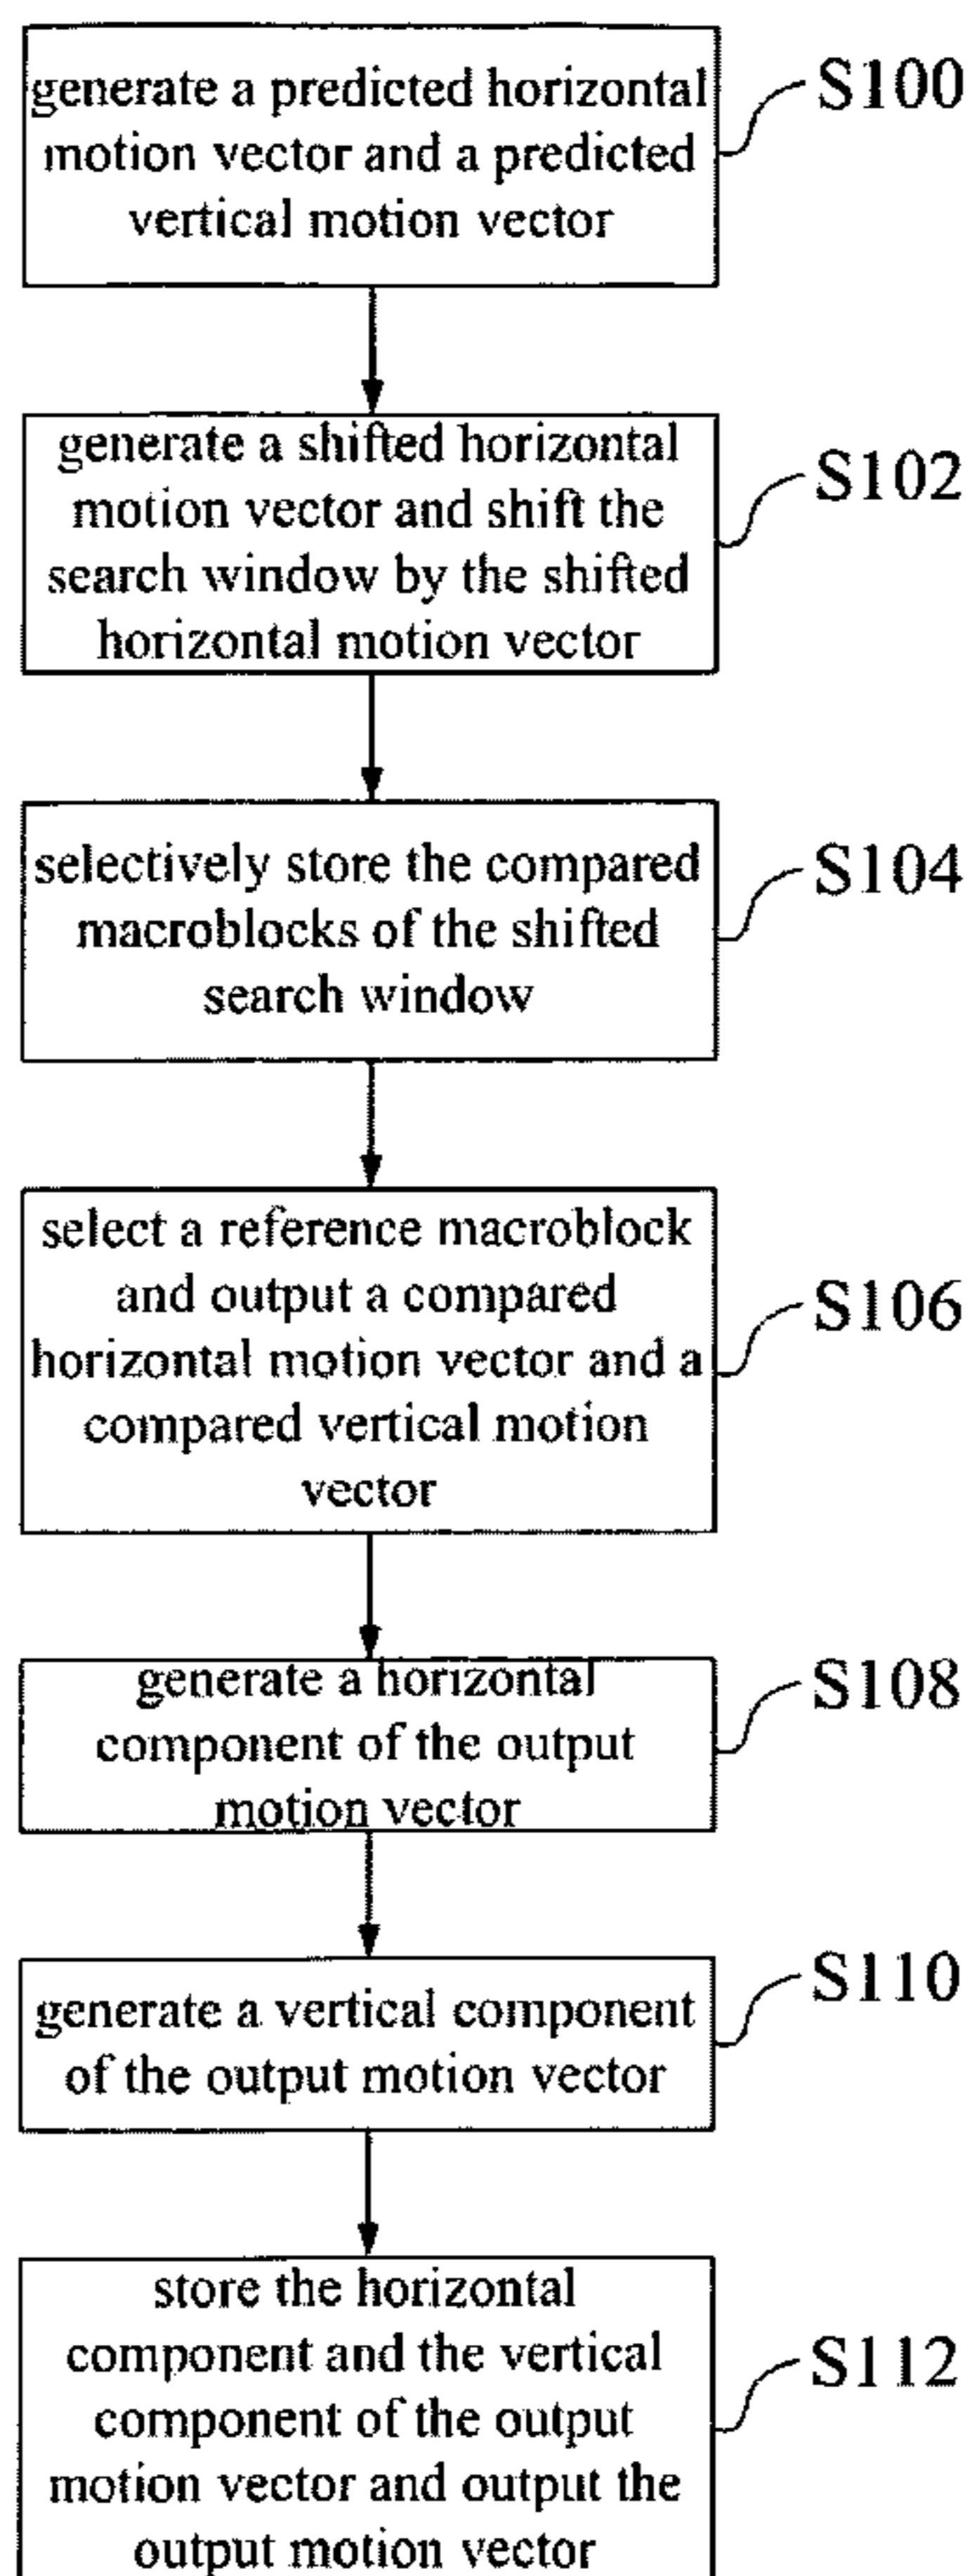 generate a predicted horizontal
motion vector and a predicted
vertical motion vector
S100
generate a shifted horizontal
motion vector and shift the
search window by the shifted
horizontal motion vector
S102
selectively store the compared
macroblocks of the shifted
search window
S104
select a reference macroblock
and output a compared
horizontal motion vector and a
compared vertical motion
vector
S106
generate a horizontal
component of the output
motion vector
S108
generate a vertical component
of the output motion vector
S110
store the horizontal
component and the vertical
component of the output
motion vector and output the
output motion vector
S112